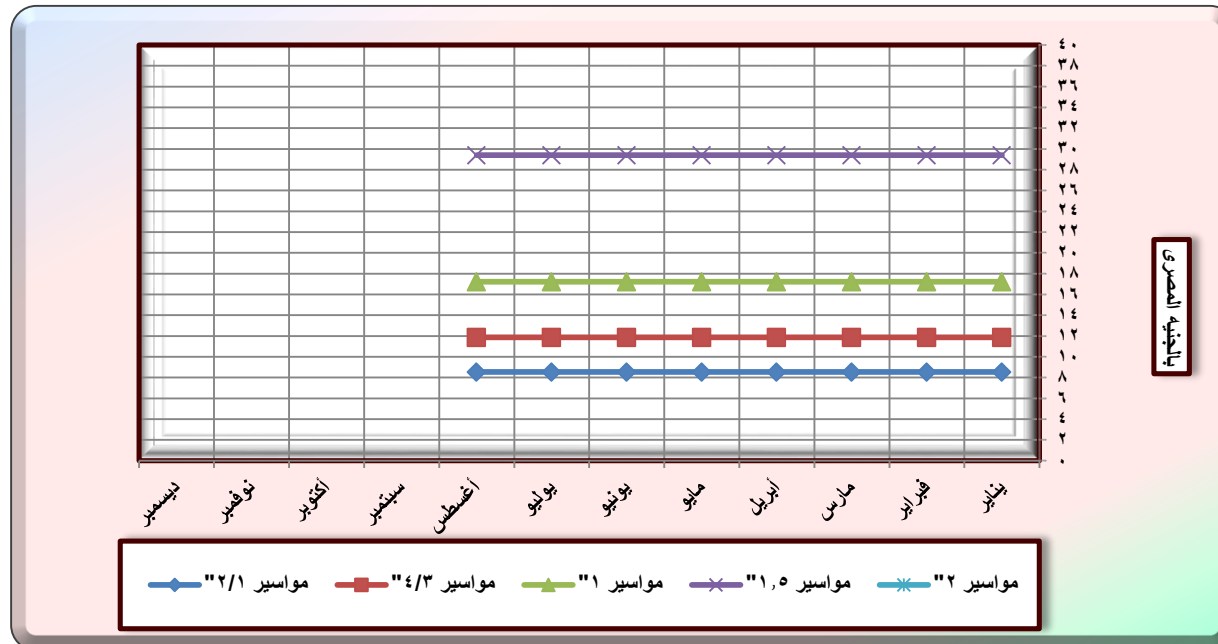 ٤٠
٣٨
٣٦
٣٤
٣٢
٣٠
٢٨
٢٦
٢٤
٢٢
٢٠
١٨
١٦
١٤
١٢
١٠
٨
٦
٤
٢
٠
بالجنيه المصرى
يناير
فبراير
مارس
أبريل
مايو
يونيو
يوليو
أغسطس
سبتمبر
أكتوبر
نوفمبر
ديسمبر
مواسير ٢/١"
مواسير ٤/٣"
مواسير ١"
مواسير ١,٥"
مواسير ٢"